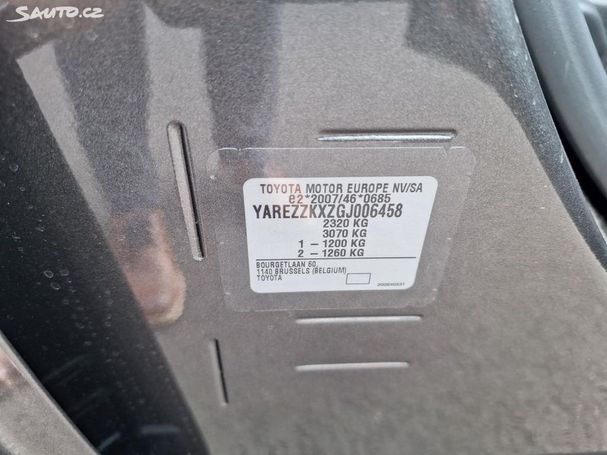 SAUTO.CZ
TOYOTA MOTOR EUROPE NV/SA
e2*2007/46*0685
YAREZZKXZGJ006458
2320 KG
3070 KG
1 - 1200 KG
2 - 1260 KG
BOURGETLAAN 60,
1140 BRUSSELS (BELGIUM)
TOYOTA